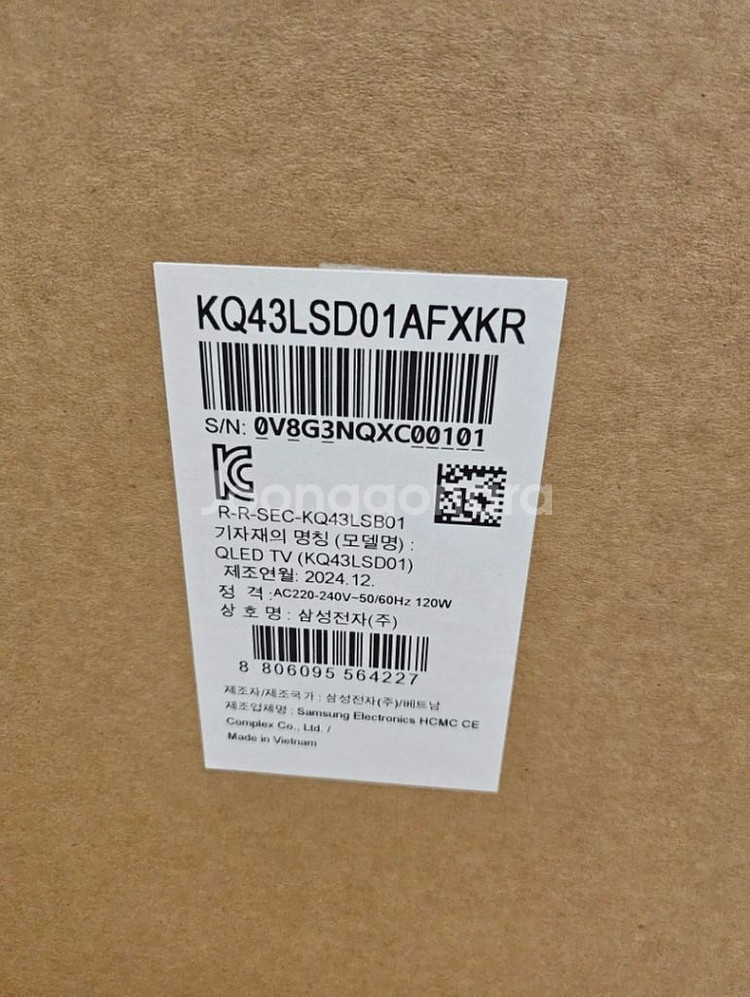 KQ43LSD01AFXKR
S/N: 0V8G3NQXC00101
joonggonara
R-R-SEC-KQ43LSB01
기자재의 명칭 (모델명) :
QLED TV (KQ43LSD01)
제조연월: 2024.12.
정 격 :AC220-240V~50/60Hz 120W
상 호 명 : 삼성전자(주)
8 806095 564227
제조자/제조국가 : 삼성전자(주)/베트남
제조업체명 : Samsung Electronics HCMC CE
Complex Co., Ltd. /
Made in Vietnam